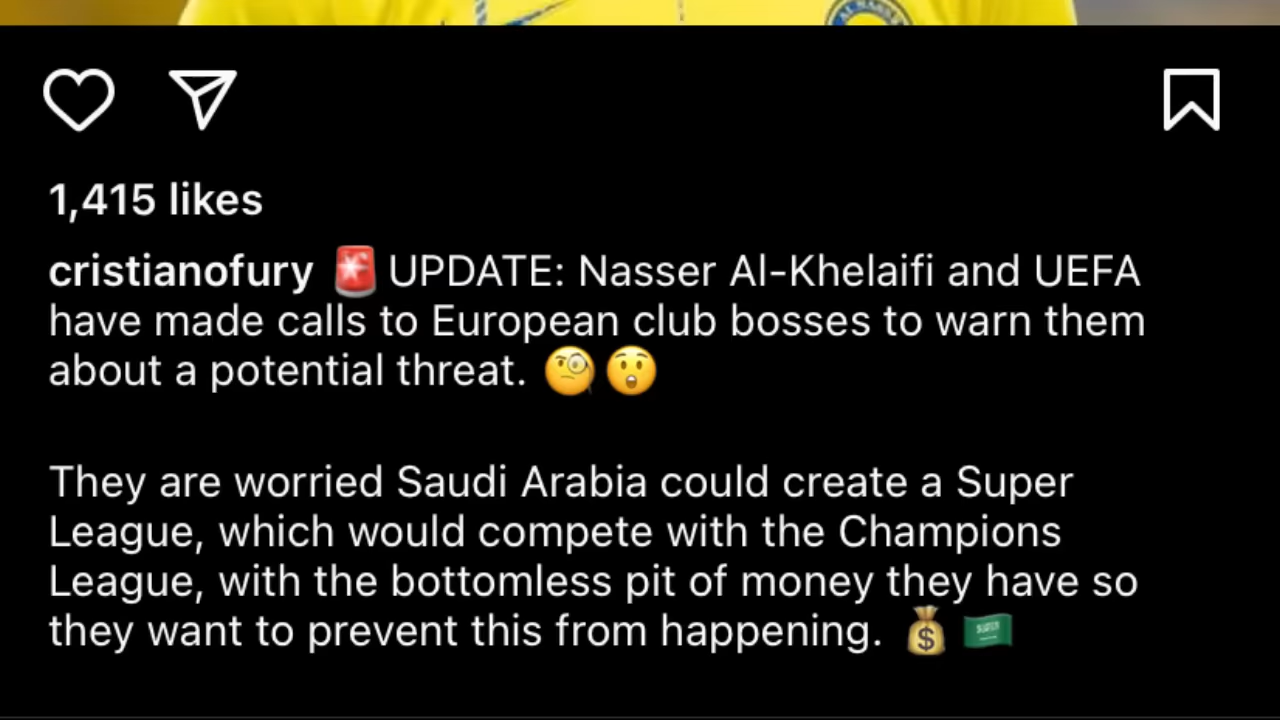 1,415 likes
cristianofury 🚨 UPDATE: Nasser Al-Khelaifi and UEFA
have made calls to European club bosses to warn them
about a potential threat. 🧐😲
They are worried Saudi Arabia could create a Super
League, which would compete with the Champions
League, with the bottomless pit of money they have so
they want to prevent this from happening. 💰🇸🇦